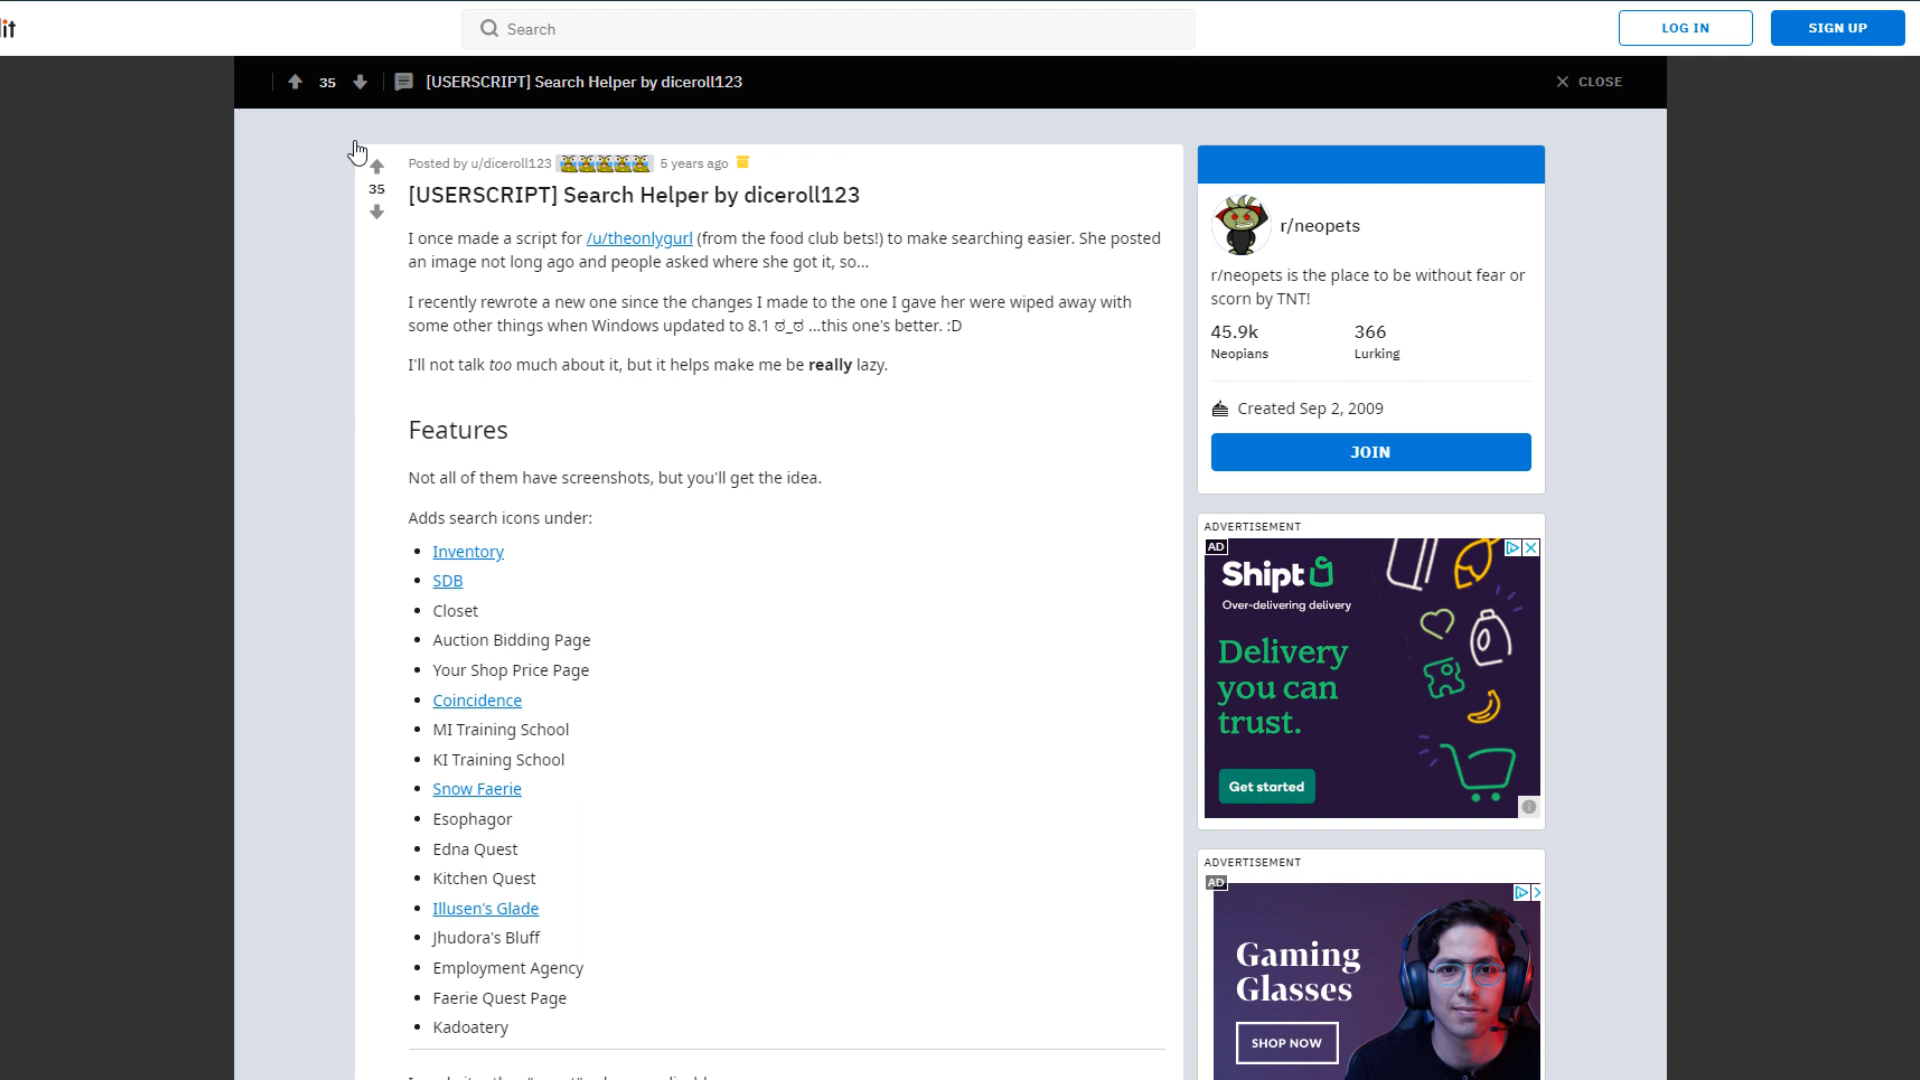 it
Search
LOG IN
SIGN UP
35
[USERSCRIPT] Search Helper by diceroll123
CLOSE
Posted by u/diceroll123 5 years ago
35
[USERSCRIPT] Search Helper by diceroll123
I once made a script for /u/theonlygurl (from the food club bets!) to make searching easier. She posted
an image not long ago and people asked where she got it, so...
I recently rewrote a new one since the changes I made to the one I gave her were wiped away with
some other things when Windows updated to 8.1 ಠ_ಠ ...this one's better. :D
I'll not talk too much about it, but it helps make me be really lazy.
Features
Not all of them have screenshots, but you'll get the idea.
Adds search icons under:
Inventory
SDB
Closet
Auction Bidding Page
Your Shop Price Page
Coincidence
MI Training School
KI Training School
Snow Faerie
Esophagor
Edna Quest
Kitchen Quest
Illusen's Glade
Jhudora's Bluff
Employment Agency
Faerie Quest Page
Kadoatery
r/neopets
r/neopets is the place to be without fear or
scorn by TNT!
45.9k
366
Neopians
Lurking
Created Sep 2, 2009
JOIN
ADVERTISEMENT
AD
Shipt
Over-delivering delivery
Delivery
you can
trust.
Get started
ADVERTISEMENT
AD
Gaming
Glasses
SHOP NOW